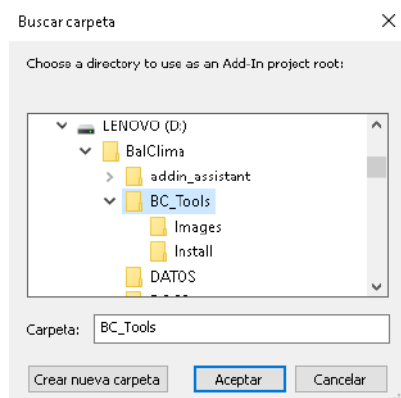 Buscar carpeta
Choose a directory to use as an Add-In project root:
LENOVO (D:)
BalClima
addin_assistant
BC_Tools
Images
Install
DATOS
Carpeta: BC_Tools
Crear nueva carpeta Aceptar Cancelar